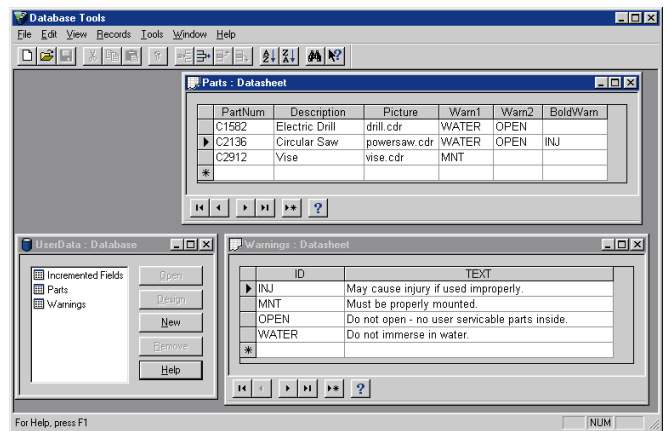 Database Tools
File Edit View Records Tools Window Help
Parts : Datasheet
PartNum Description Picture Warn1 Warn2 BoldWarn
C1582 Electric Drill drill.cdr WATER OPEN
C2136 Circular Saw powersaw.cdr WATER OPEN INJ
C2912 Vise vise.cdr MNT
UserData : Database
Incremented Fields
Parts
Warnings
Open
Design
New
Remove
Help
Warnings : Datasheet
ID TEXT
INJ May cause injury if used improperly.
MNT Must be properly mounted.
OPEN Do not open - no user servicable parts inside.
WATER Do not immerse in water.
For Help, press F1
NUM